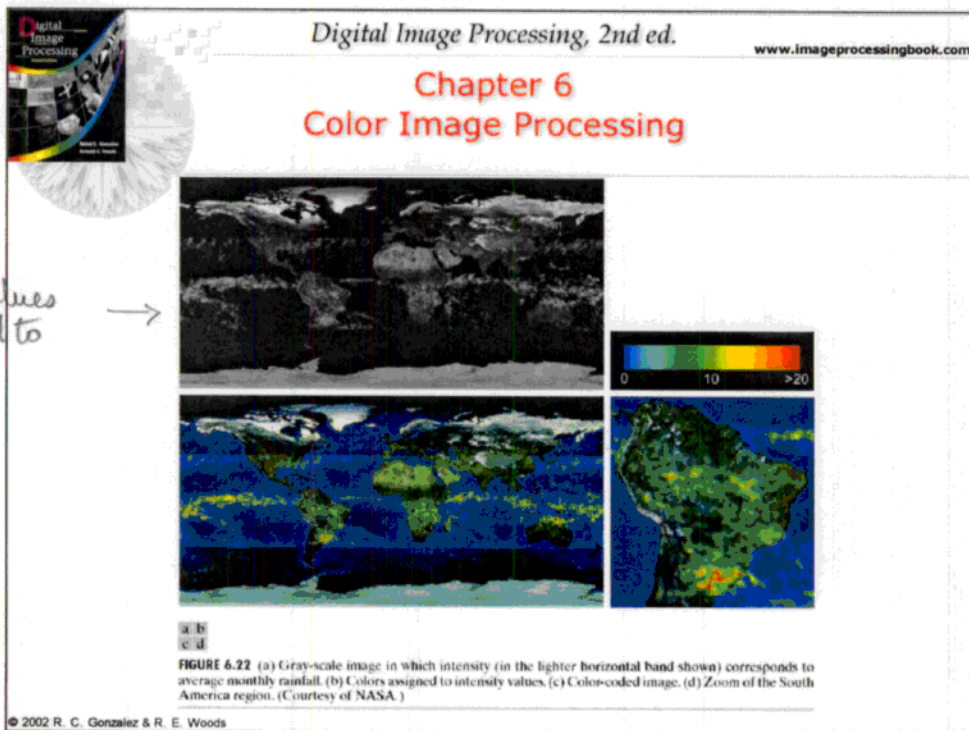 Digital
Image
Processing
Digital Image Processing, 2nd ed.
www.imageprocessingbook.com
Chapter 6
Color Image Processing
to
0 10 >20
a b
c d
FIGURE 6.22 (a) Gray-scale image in which intensity (in the lighter horizontal band shown) corresponds to
average monthly rainfall. (b) Colors assigned to intensity values. (c) Color-coded image. (d) Zoom of the South
America region. (Courtesy of NASA.)
© 2002 R. C. Gonzalez & R. E. Woods